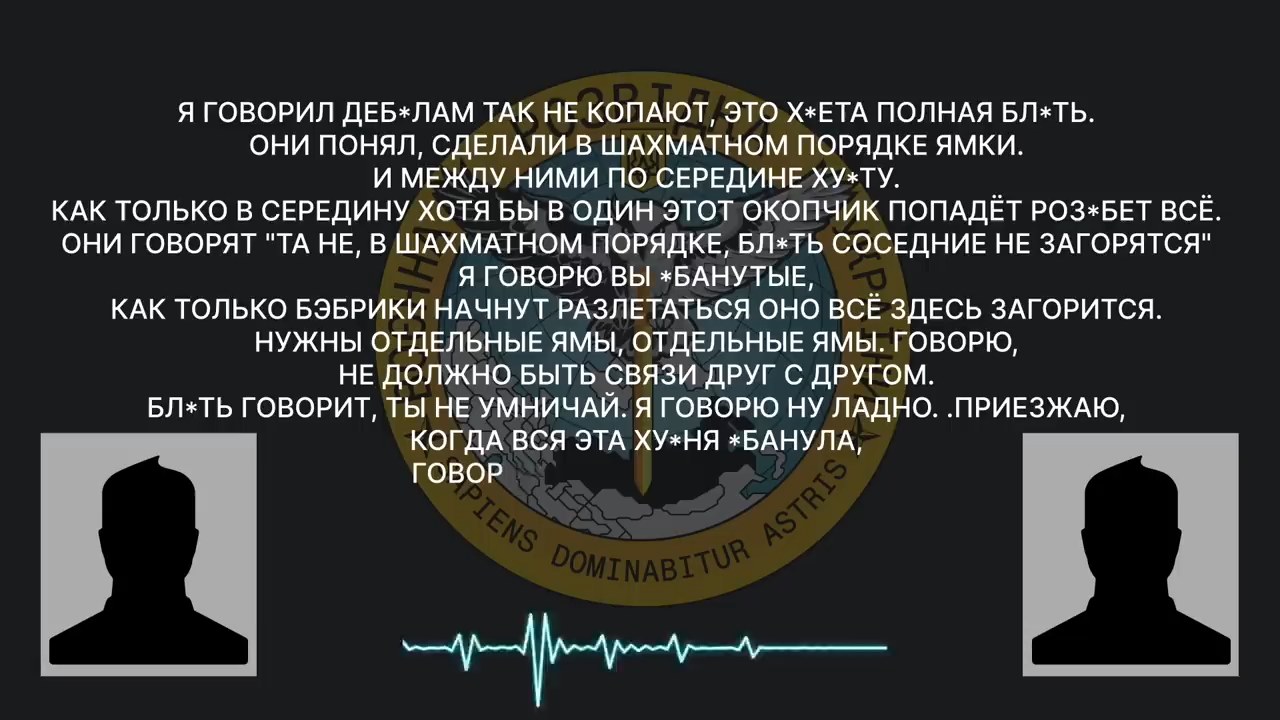 Я ГОВОРИЛ ДЕБ*ЛАМ ТАК НЕ КОПАЮТ, ЭТО Х*ЕТА ПОЛНАЯ БЛ*ТЬ.
ОНИ ПОНЯЛ, СДЕЛАЛИ В ШАХМАТНОМ ПОРЯДКЕ ЯМКИ.
И МЕЖДУ НИМИ ПО СЕРЕДИНЕ ХУ*ТУ.
КАК ТОЛЬКО В СЕРЕДИНУ ХОТЯ БЫ В ОДИН ЭТОТ ОКОПЧИК ПОПАДЁТ РОЗ*БЕТ ВСЁ.
ОНИ ГОВОРЯТ "ТА НЕ, В ШАХМАТНОМ ПОРЯДКЕ, БЛ*ТЬ СОСЕДНИЕ НЕ ЗАГОРЯТСЯ"
Я ГОВОРЮ ВЫ *БАНУТЫЕ,
КАК ТОЛЬКО БЭБРИКИ НАЧНУТ РАЗЛЕТАТЬСЯ ОНО ВСЁ ЗДЕСЬ ЗАГОРИТСЯ.
НУЖНЫ ОТДЕЛЬНЫЕ ЯМЫ, ОТДЕЛЬНЫЕ ЯМЫ. ГОВОРЮ,
НЕ ДОЛЖНО БЫТЬ СВЯЗИ ДРУГ С ДРУГОМ.
БЛ*ТЬ ГОВОРИТ, ТЫ НЕ УМНИЧАЙ. Я ГОВОРЮ НУ ЛАДНО. .ПРИЕЗЖАЮ,
КОГДА ВСЯ ЭТА ХУ*НЯ *БАНУЛА,
ГОВОР
SAPIENS DOMINABITUR ASTRIS